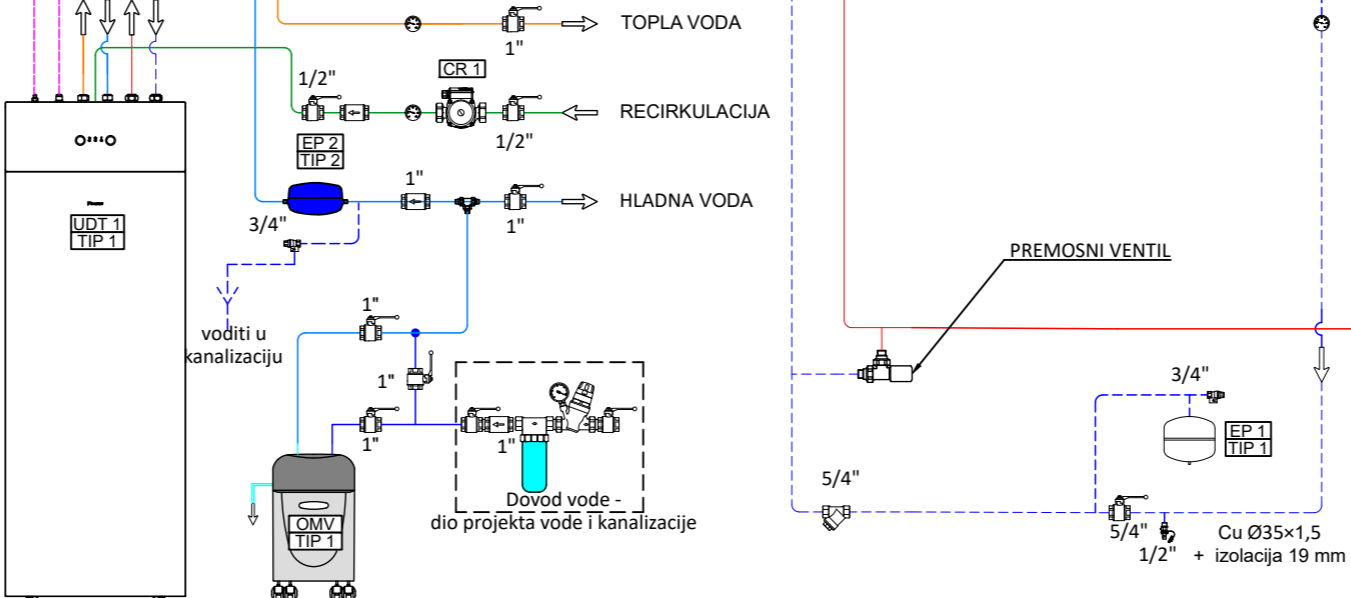 TOPLA VODA
1"
CR 1
1/2"
RECIRKULACIJA
1/2"
EP 2
TIP 2
1"
HLADNA VODA
1"
3/4"
UDT 1
TIP 1
PREMOSNI VENTIL
voditi u
kanalizaciju
1"
1"
1"
1"
3/4"
EP 1
TIP 1
Dovod vode -
dio projekta vode i kanalizacije
OMV
TIP 1
5/4"
5/4"
1/2"
Cu Ø35×1,5
+ izolacija 19 mm